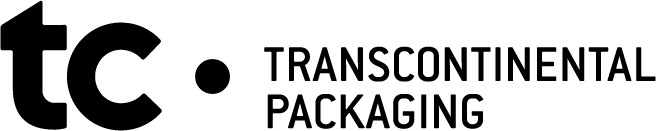 tc • TRANSCONTINENTAL
PACKAGING